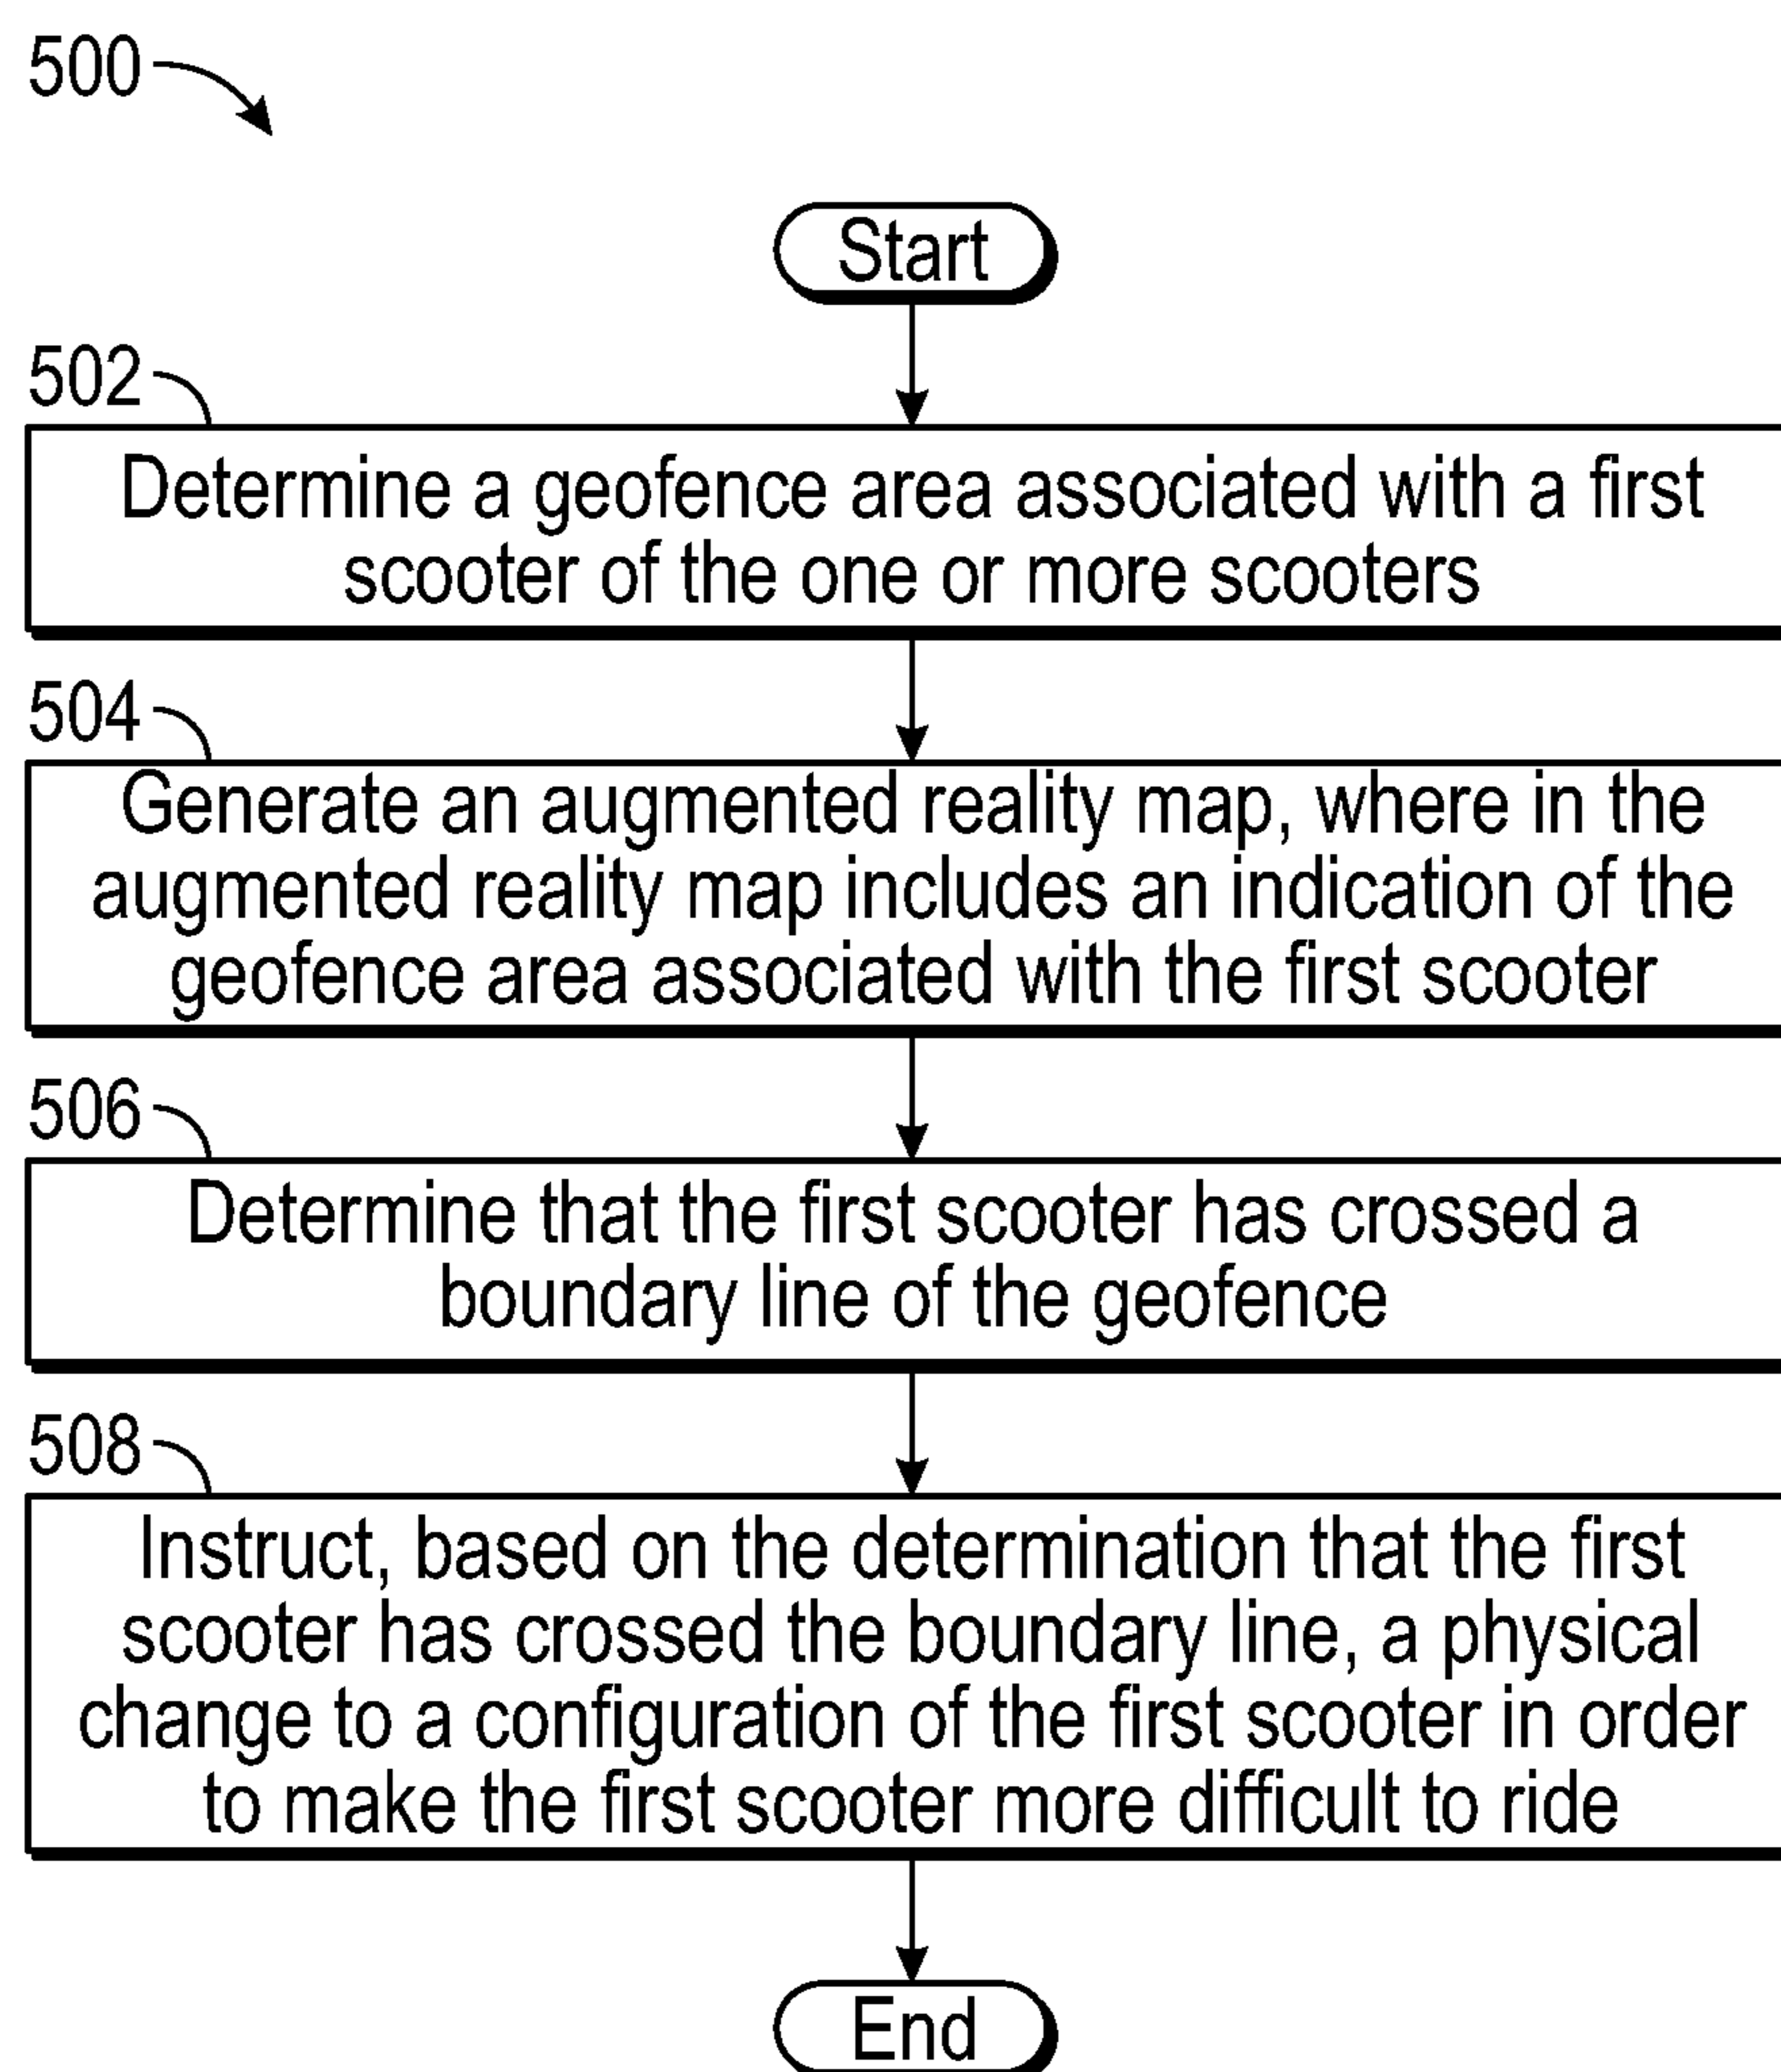 500
Start
502
Determine a geofence area associated with a first
scooter of the one or more scooters
504
Generate an augmented reality map, where in the
augmented reality map includes an indication of the
geofence area associated with the first scooter
506
Determine that the first scooter has crossed a
boundary line of the geofence
508
Instruct, based on the determination that the first
scooter has crossed the boundary line, a physical
change to a configuration of the first scooter in order
to make the first scooter more difficult to ride
End